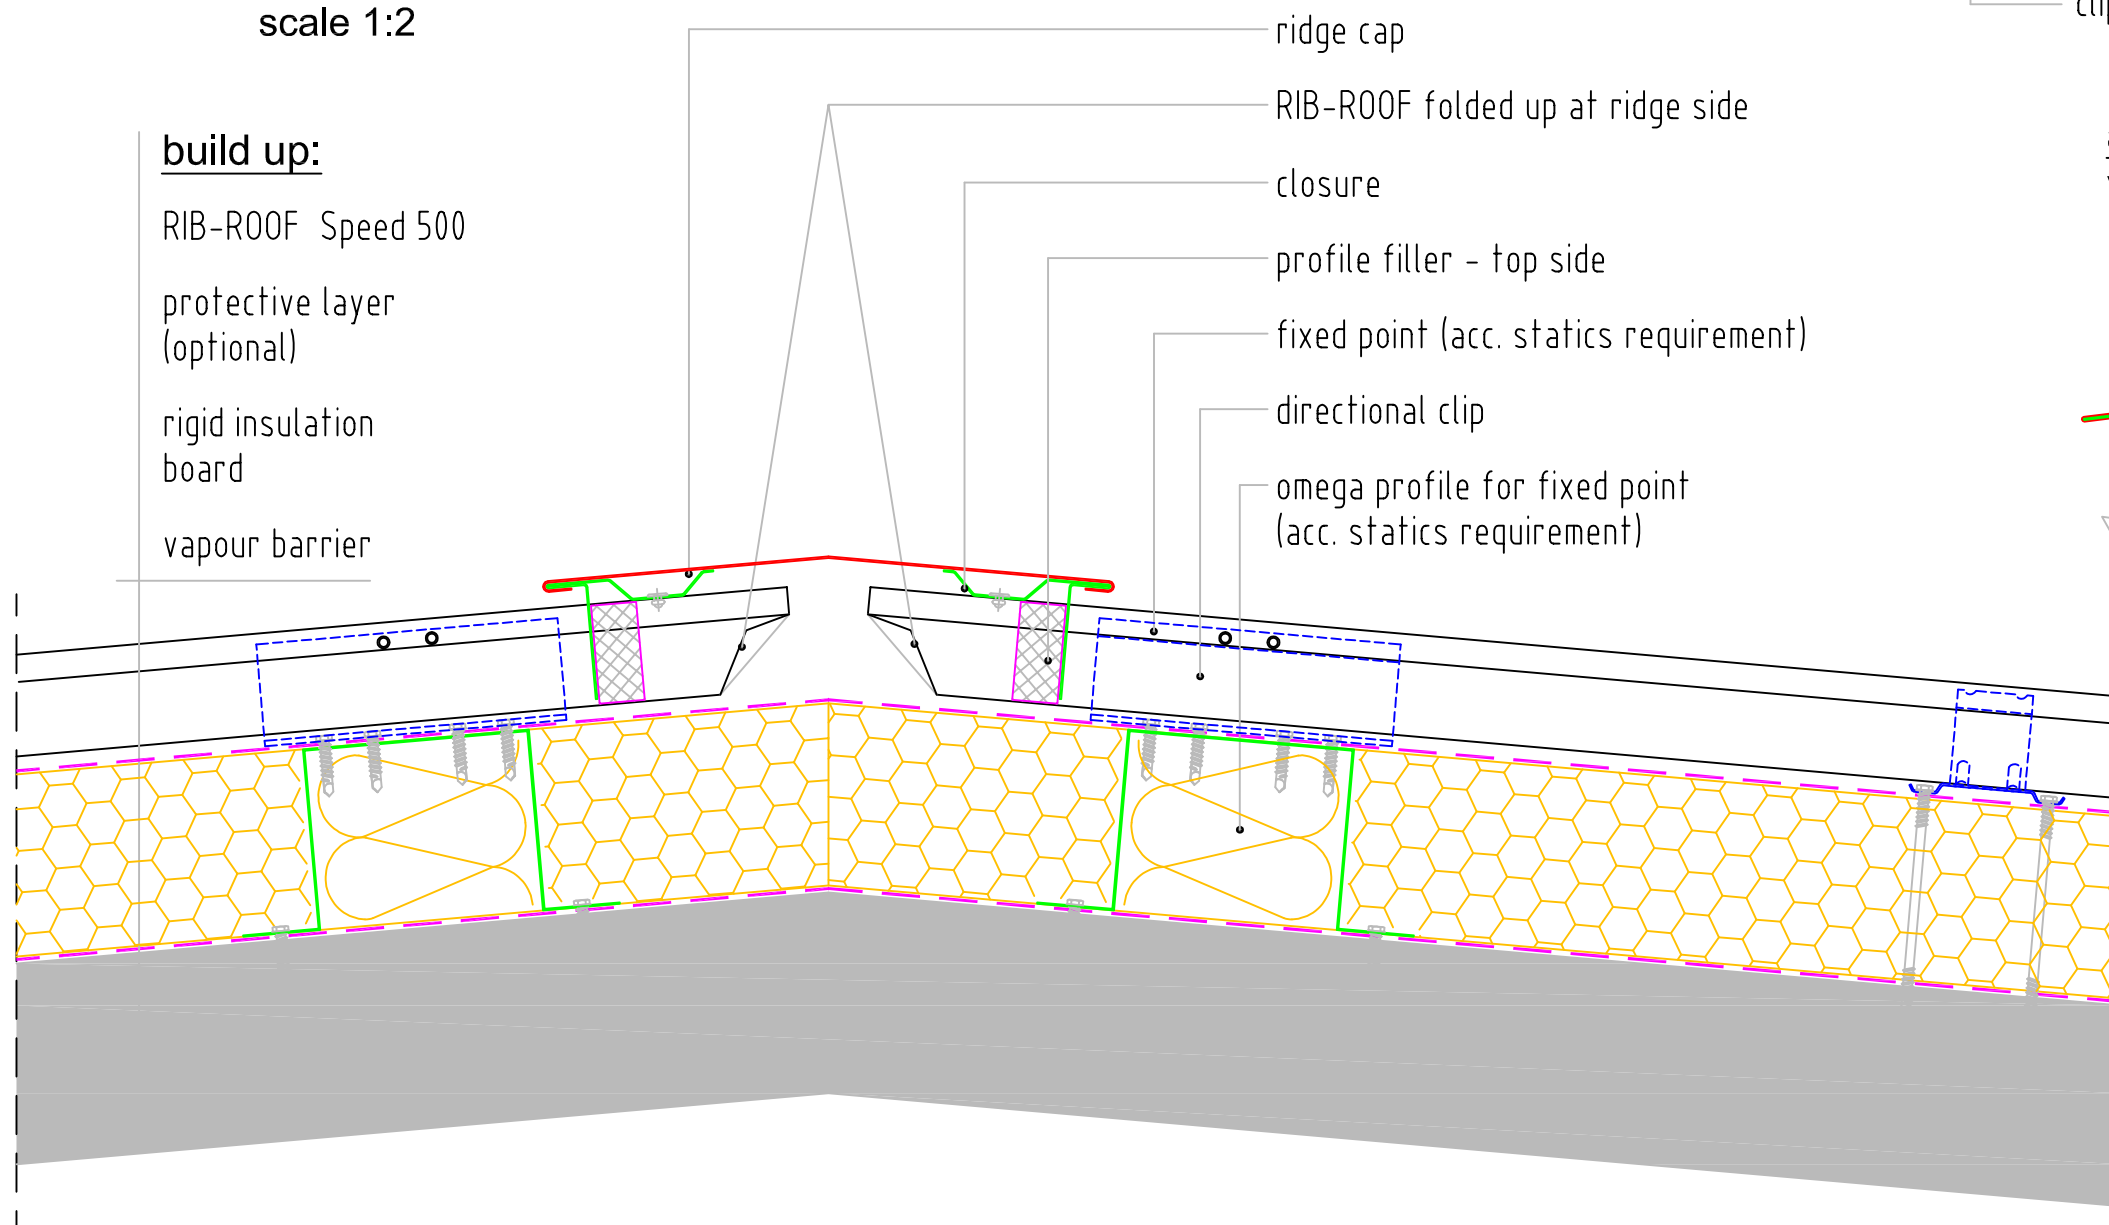 scale 1:2
build up:
RIB-ROOF Speed 500
protective layer
(optional)
rigid insulation
board
vapour barrier
ridge cap
RIB-ROOF folded up at ridge side
closure
profile filler - top side
fixed point (acc. statics requirement)
directional clip
omega profile for fixed point
(acc. statics requirement)